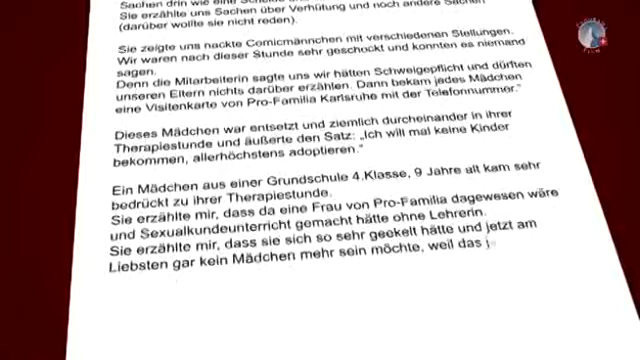 Sachen drin wie eine
Sie erzählte uns Sachen über Verhütung und noch andere Sachen
(darüber wollte sie nicht reden).
Sie zeigte uns nackte Comicmännchen mit verschiedenen Stellungen.
Wir waren nach dieser Stunde sehr geschockt und konnten es niemand
sagen.
Denn die Mitarbeiterin sagte uns wir hätten Schweigepflicht und dürften
unseren Eltern nichts darüber erzählen. Dann bekam jedes Mädchen
eine Visitenkarte von Pro-Familia Karlsruhe mit der Telefonnummer.“
Dieses Mädchen war entsetzt und ziemlich durcheinander in ihrer
Therapiestunde und äußerte den Satz: „Ich will mal keine Kinder
bekommen, allerhöchstens adoptieren.“
Ein Mädchen aus einer Grundschule 4.Klasse, 9 Jahre alt kam sehr
bedrückt zu ihrer Therapiestunde.
Sie erzählte mir, dass da eine Frau von Pro-Familia dagewesen wäre
und Sexualkundeunterricht gemacht hätte ohne Lehrerin.
Sie erzählte mir, dass sie sich so sehr geekelt hätte und jetzt am
Liebsten gar kein Mädchen mehr sein möchte, weil das j